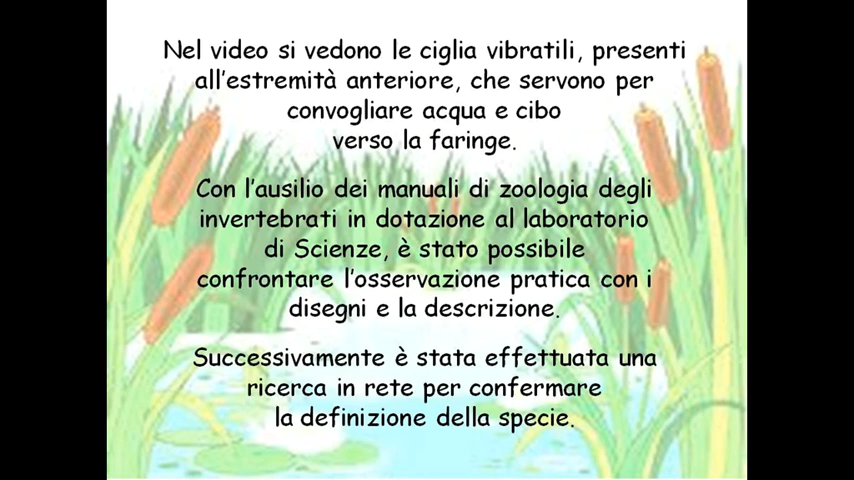 Nel video si vedono le ciglia vibratili, presenti
all'estremità anteriore, che servono per
convogliare acqua e cibo
verso la faringe.
Con l'ausilio dei manuali di zoologia degli
invertebrati in dotazione al laboratorio
di Scienze, è stato possibile
confrontare l'osservazione pratica con i
disegni e la descrizione.
Successivamente è stata effettuata una
ricerca in rete per confermare
la definizione della specie.